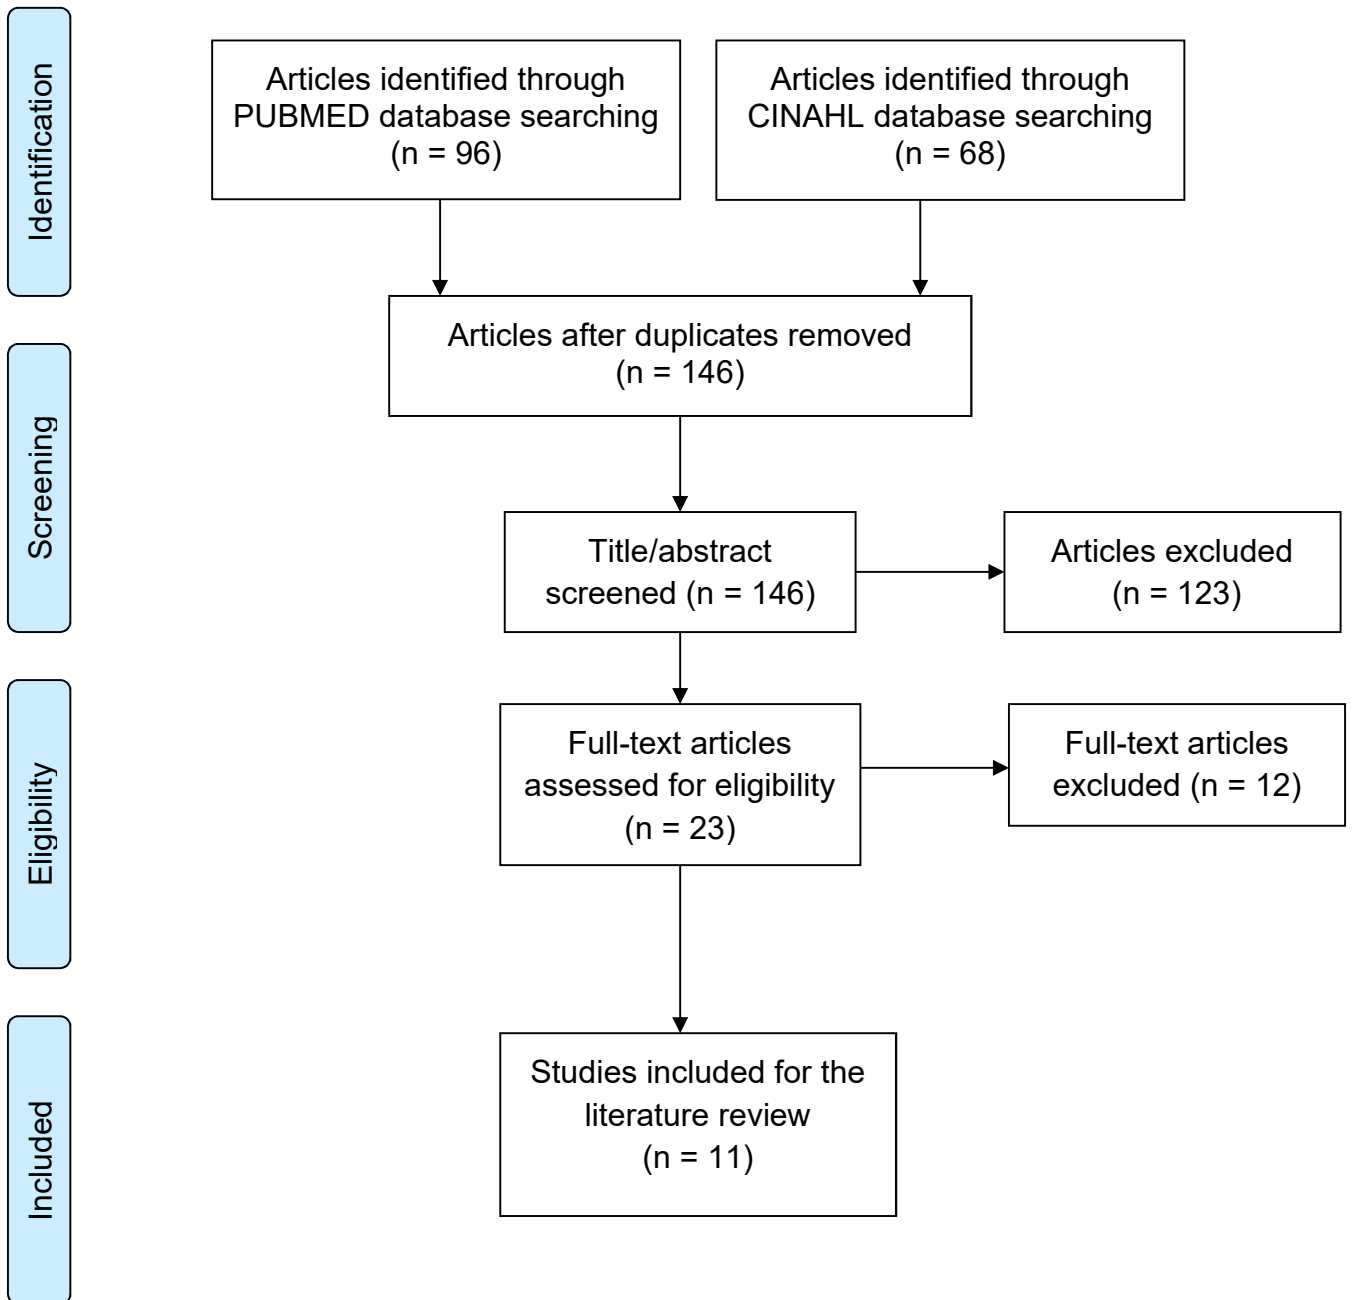 Identification
Articles identified through
PUBMED database searching
(n = 96)
Articles identified through
CINAHL database searching
(n = 68)
Articles after duplicates removed
(n = 146)
Screening
Title/abstract
screened (n = 146)
Articles excluded
(n = 123)
Eligibility
Full-text articles
assessed for eligibility
(n = 23)
Full-text articles
excluded (n = 12)
Included
Studies included for the
literature review
(n = 11)